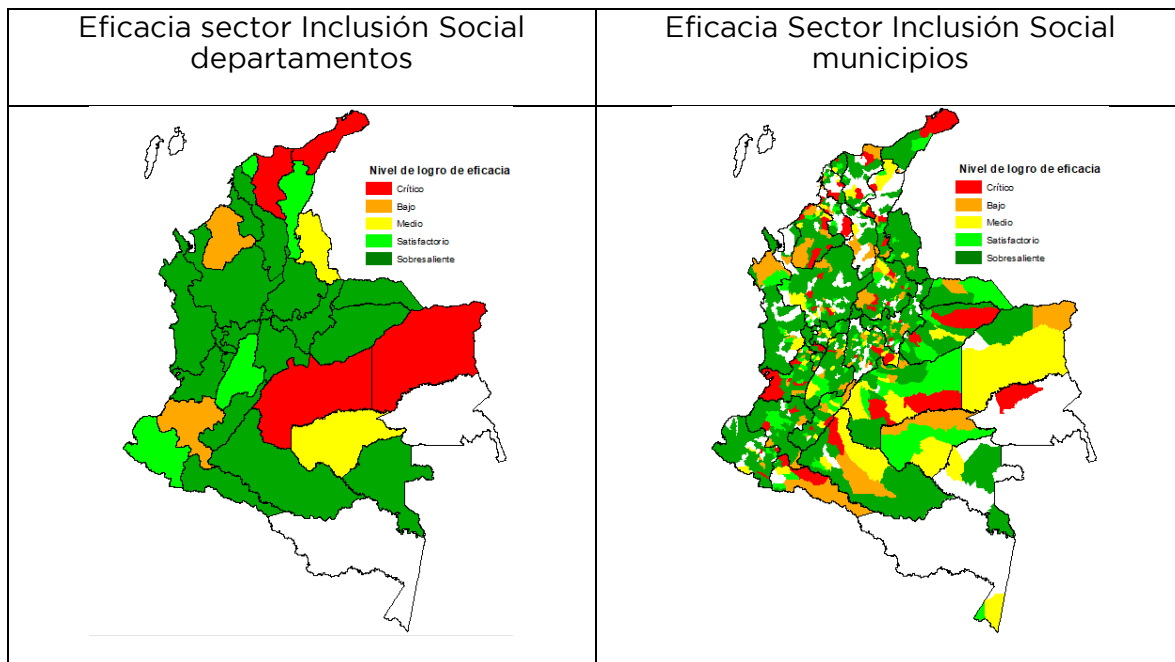 Eficacia sector Inclusión Social
departamentos
Eficacia Sector Inclusión Social
municipios
Nivel de logro de eficacia
Crítico
Bajo
Medio
Satisfactorio
Sobresaliente
Nivel de logro de eficacia
Crítico
Bajo
Medio
Satisfactorio
Sobresaliente